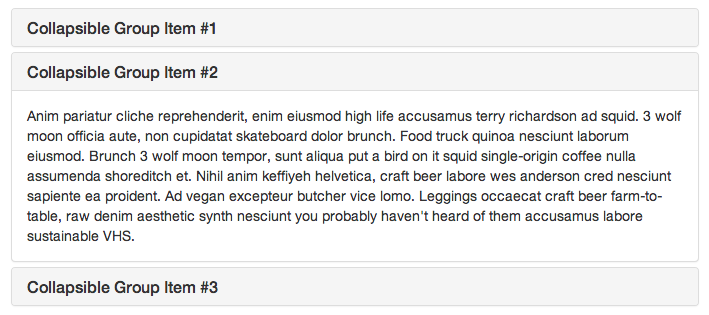 Collapsible Group Item #1
Collapsible Group Item #2
Anim pariatur cliche reprehenderit, enim eiusmod high life accusamus terry richardson ad squid. 3 wolf
moon officia aute, non cupidatat skateboard dolor brunch. Food truck quinoa nesciunt laborum
eiusmod. Brunch 3 wolf moon tempor, sunt aliqua put a bird on it squid single-origin coffee nulla
assumenda shoreditch et. Nihil anim keffiyeh helvetica, craft beer labore wes anderson cred nesciunt
sapiente ea proident. Ad vegan excepteur butcher vice lomo. Leggings occaecat craft beer farm-to-
table, raw denim aesthetic synth nesciunt you probably haven't heard of them accusamus labore
sustainable VHS.
Collapsible Group Item #3